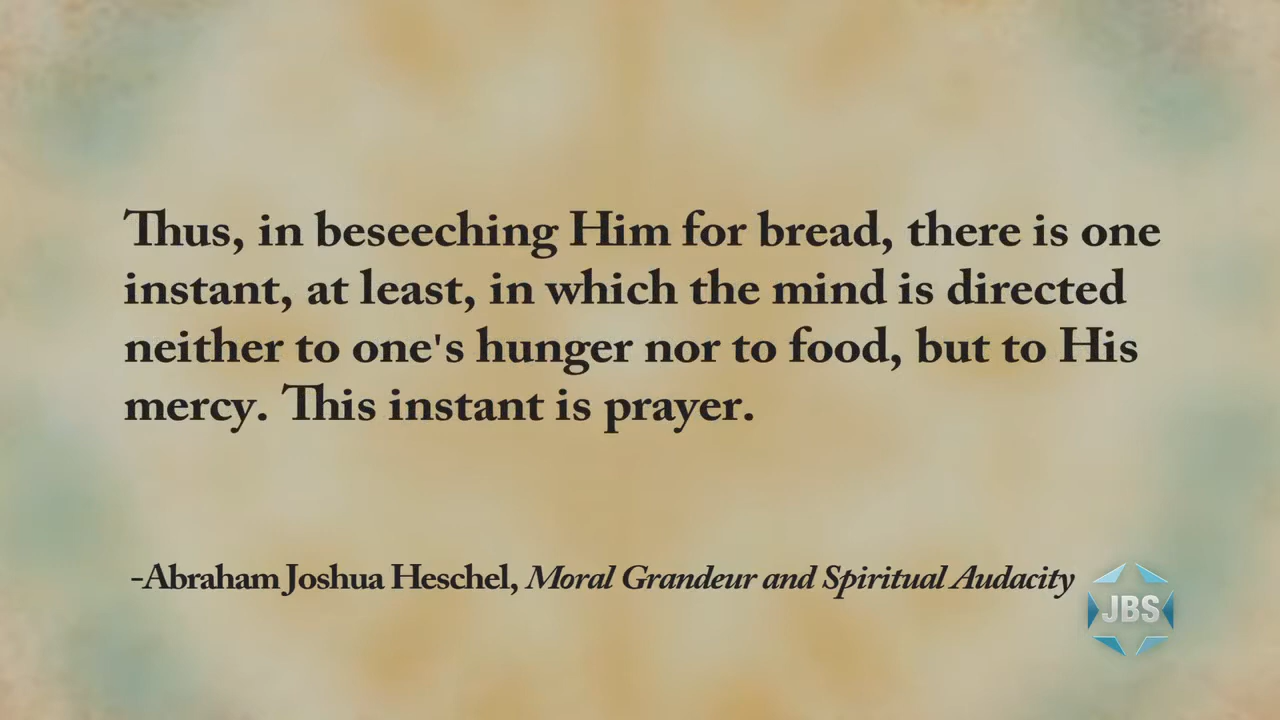 Thus, in beseeching Him for bread, there is one
instant, at least, in which the mind is directed
neither to one's hunger nor to food, but to His
mercy. This instant is prayer.
-Abraham Joshua Heschel, Moral Grandeur and Spiritual Audacity
JBS